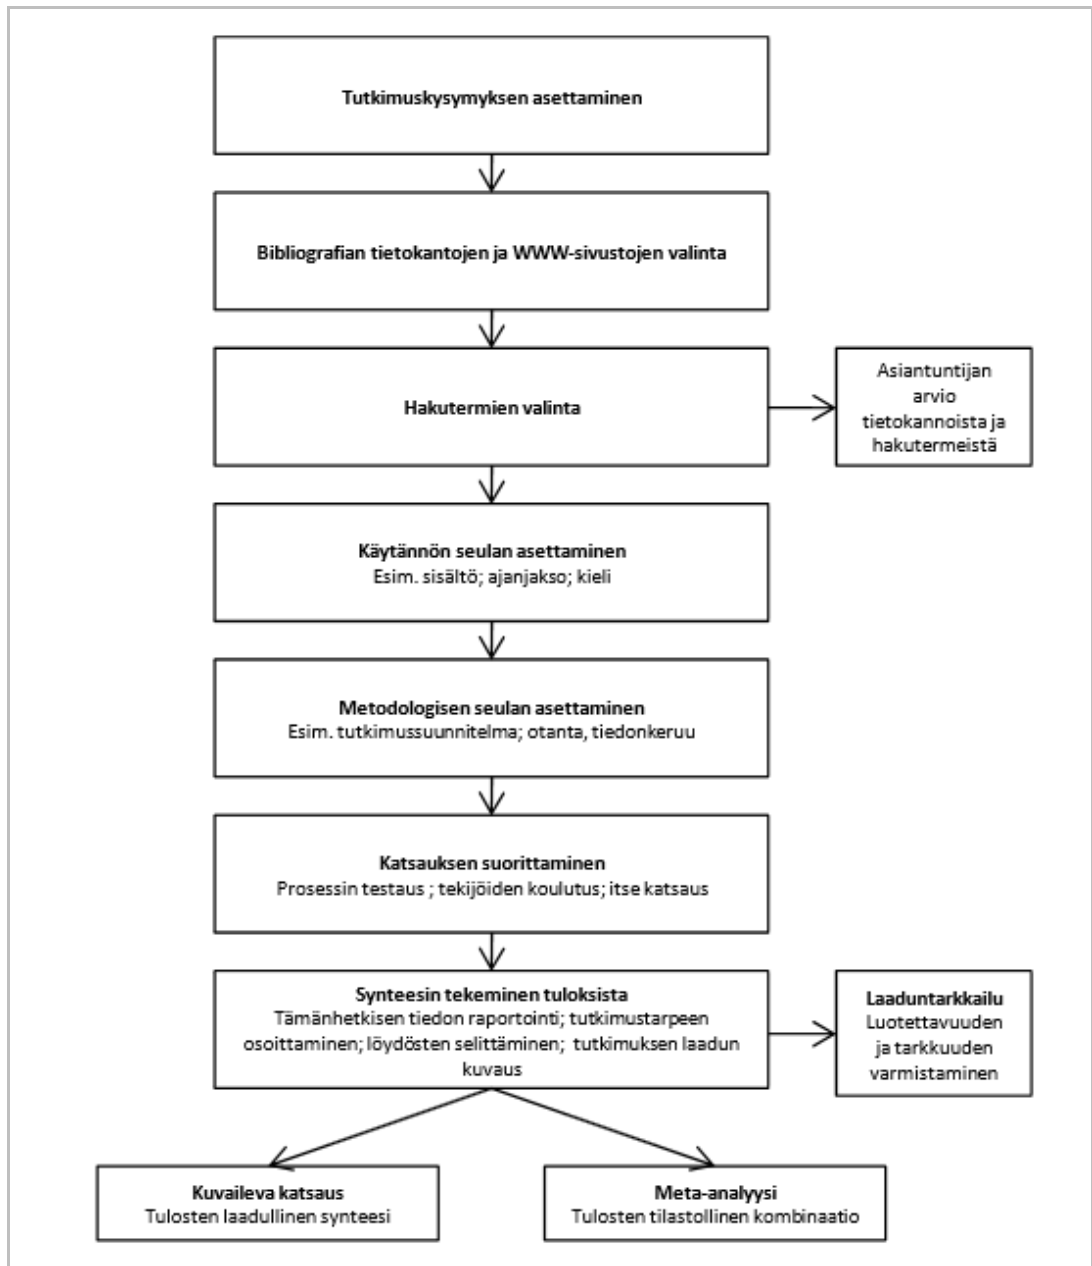 Tutkimuskysymyksen asettaminen
Bibliografian tietokantojen ja WWW-sivustojen valinta
Hakutermien valinta
Asiantuntijan
arvio
tietokannoista ja
hakutermeistä
Käytännön seulan asettaminen
Esim. sisältö; ajanjakso; kieli
Metodologisen seulan asettaminen
Esim. tutkimussuunnitelma; otanta, tiedonkeruu
Katsauksen suorittaminen
Prosessin testaus ; tekijöiden koulutus; itse katsaus
Synteesin tekeminen tuloksista
Tämänhetkisen tiedon raportointi; tutkimustarpeen
osoittaminen; löydösten selittäminen; tutkimuksen laadun
kuvaus
Laaduntarkkailu
Luotettavuuden
ja tarkkuuden
varmistaminen
Kuvaileva katsaus
Tulosten laadullinen synteesi
Meta-analyysi
Tulosten tilastollinen kombinaatio